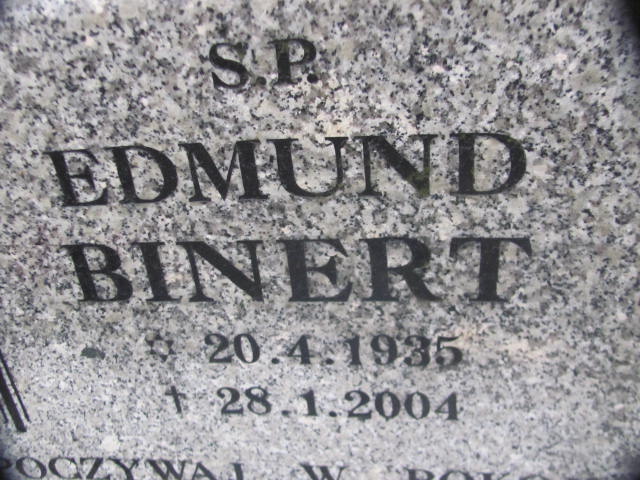 S.P.
EDMUND
BINERT
☆ 20.4.1935
† 28.1.2004
POCZYWAJ W